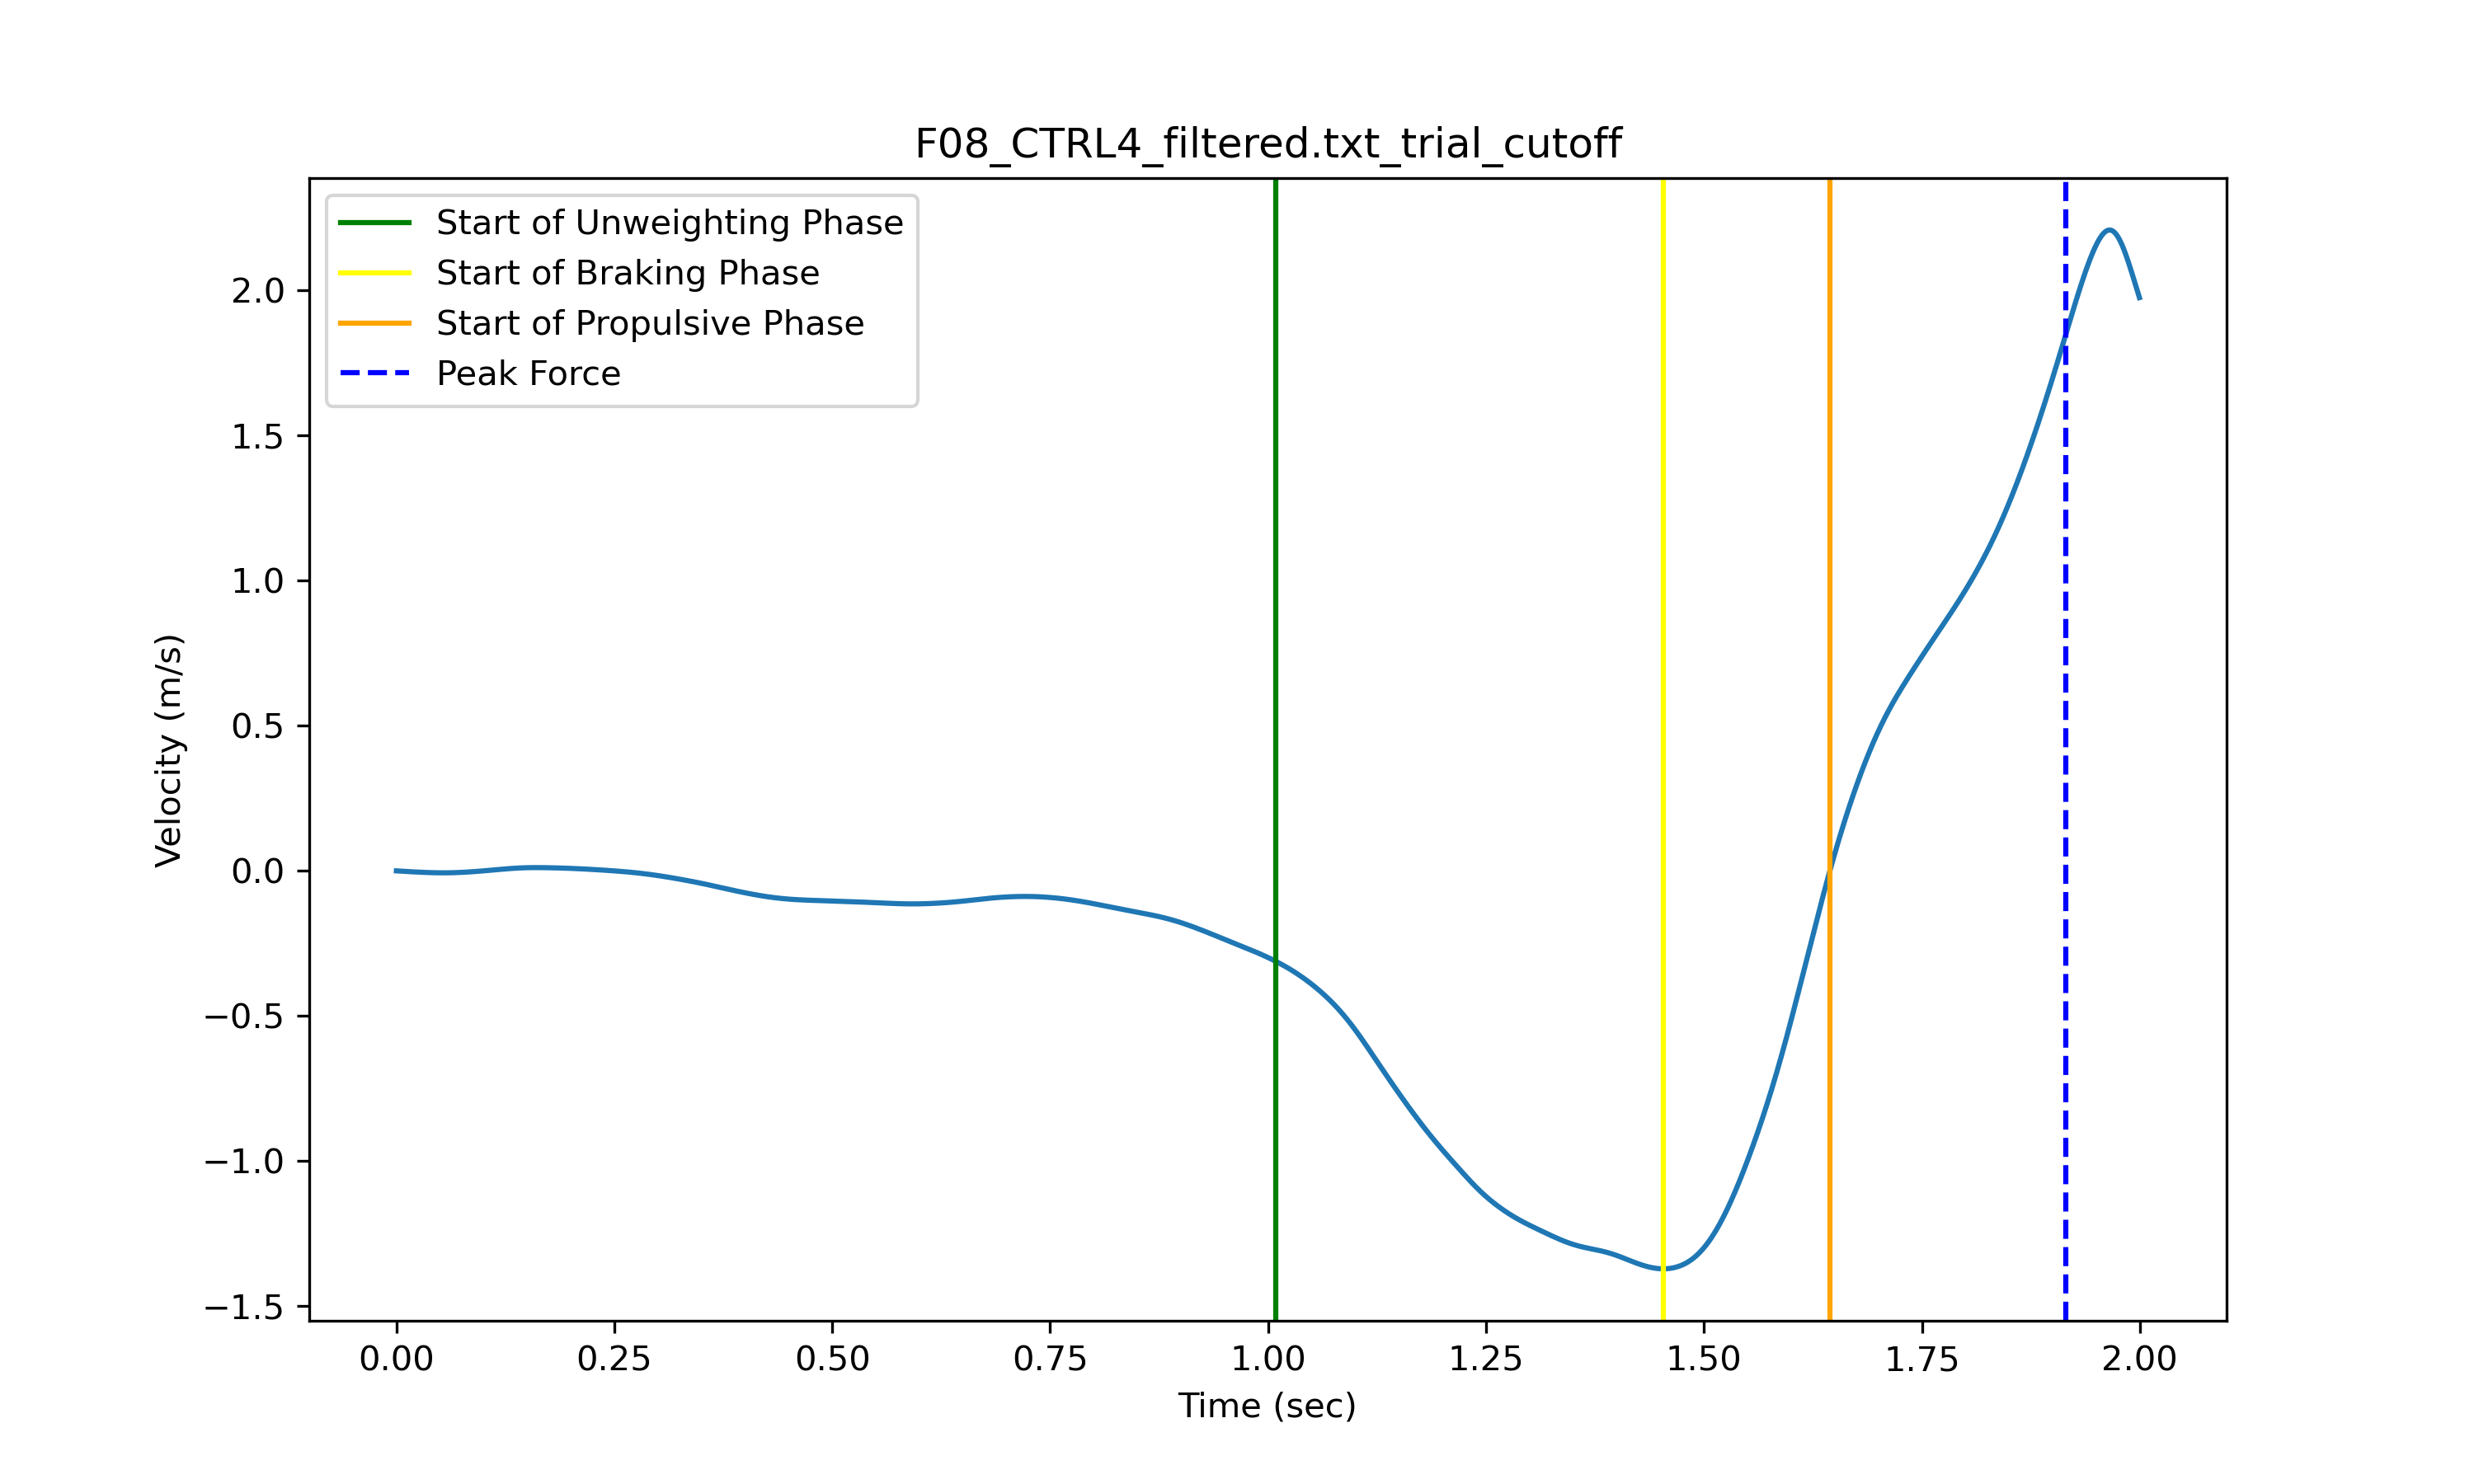 F08_CTRL4_filtered.txt_trial_cutoff
Start of Unweighting Phase
Start of Braking Phase
Start of Propulsive Phase
Peak Force
Velocity (m/s)
2.0
1.5
1.0
0.5
0.0
−0.5
−1.0
−1.5
0.00 0.25 0.50 0.75 1.00 1.25 1.50 1.75 2.00
Time (sec)